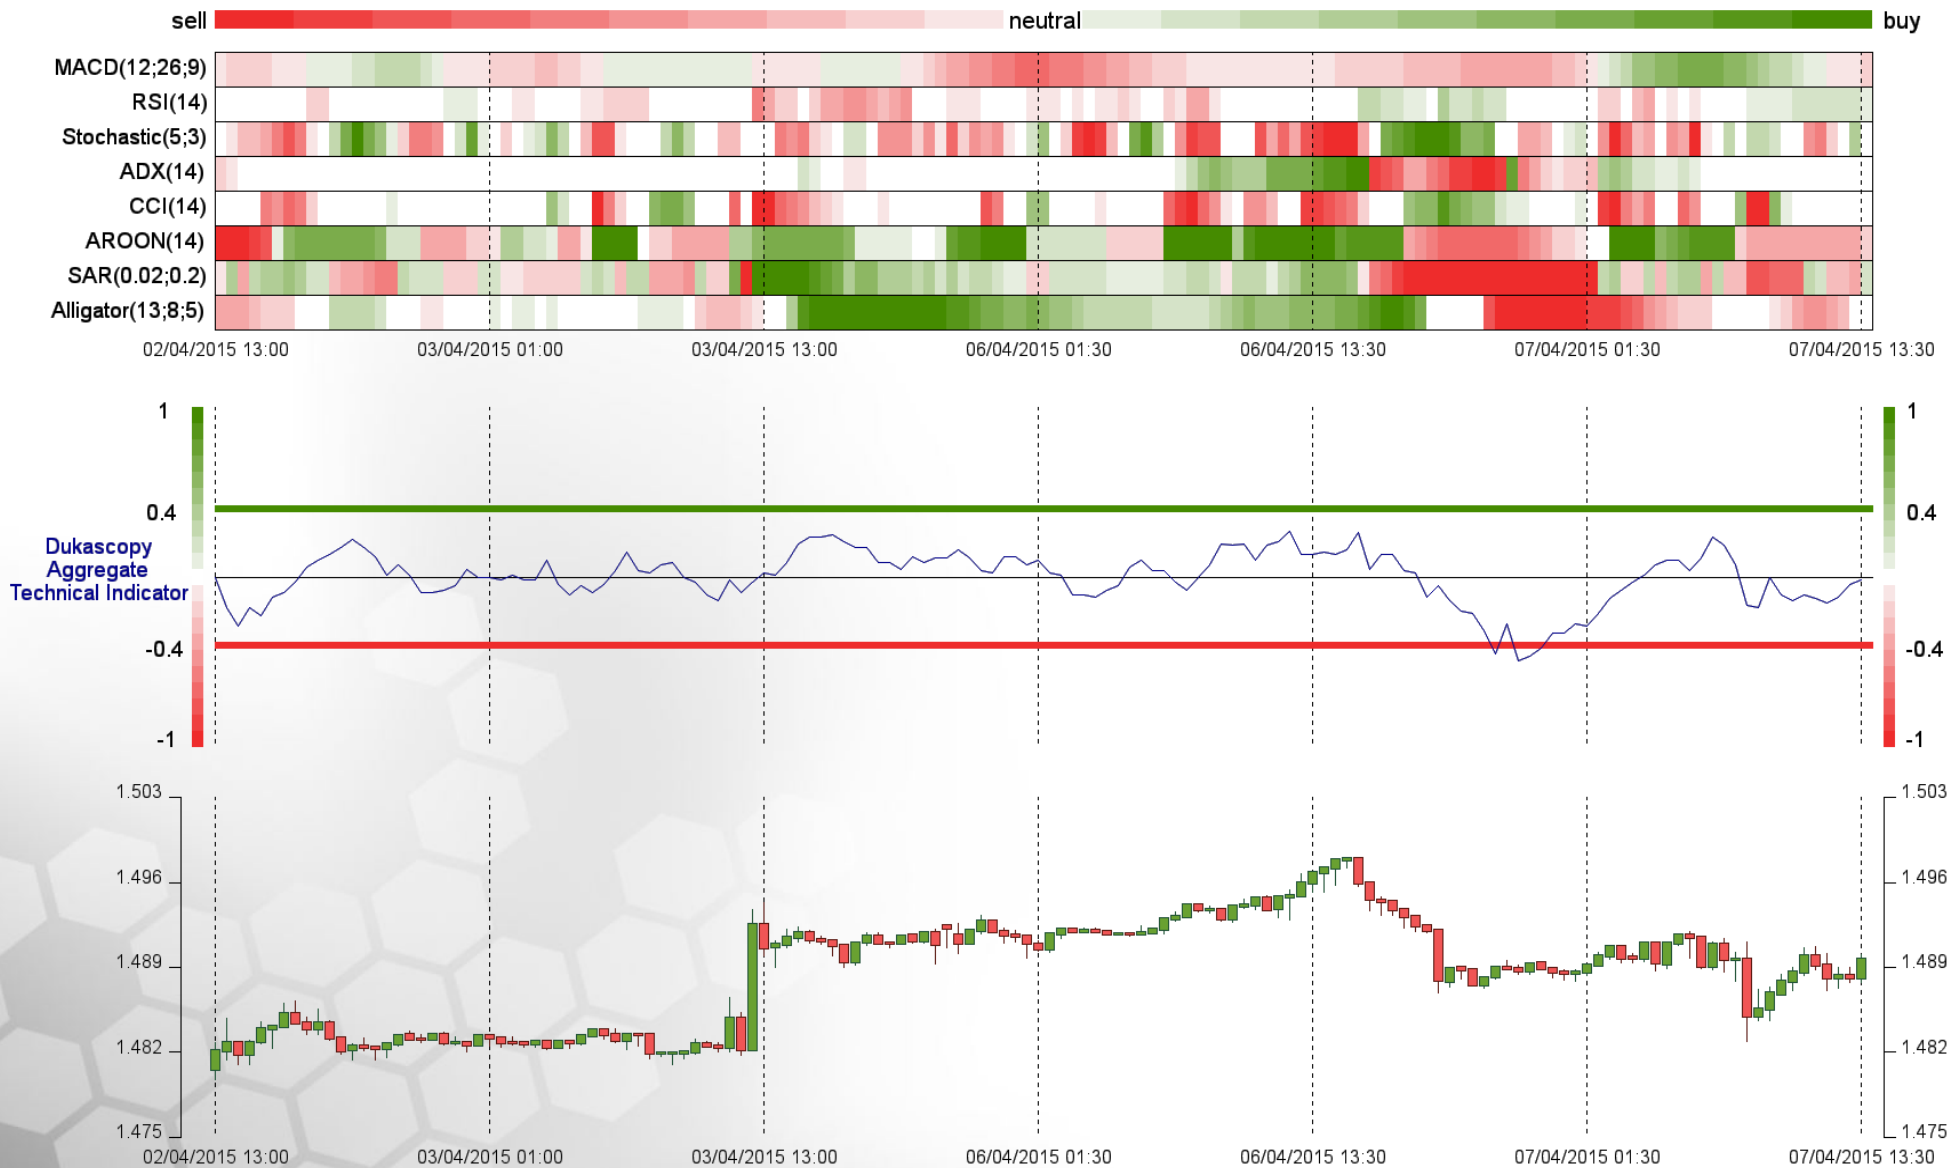 sell neutral buy
MACD(12;26;9)
RSI(14)
Stochastic(5;3)
ADX(14)
CCI(14)
AROON(14)
SAR(0.02;0.2)
Alligator(13;8;5)
02/04/2015 13:00 03/04/2015 01:00 03/04/2015 13:00 06/04/2015 01:30 06/04/2015 13:30 07/04/2015 01:30 07/04/2015 13:30
1 1
0.4 0.4
Dukascopy
Aggregate
Technical Indicator
-0.4 -0.4
-1 -1
1.503 1.503
1.496 1.496
1.489 1.489
1.482 1.482
1.475 1.475
02/04/2015 13:00 03/04/2015 01:00 03/04/2015 13:00 06/04/2015 01:30 06/04/2015 13:30 07/04/2015 01:30 07/04/2015 13:30